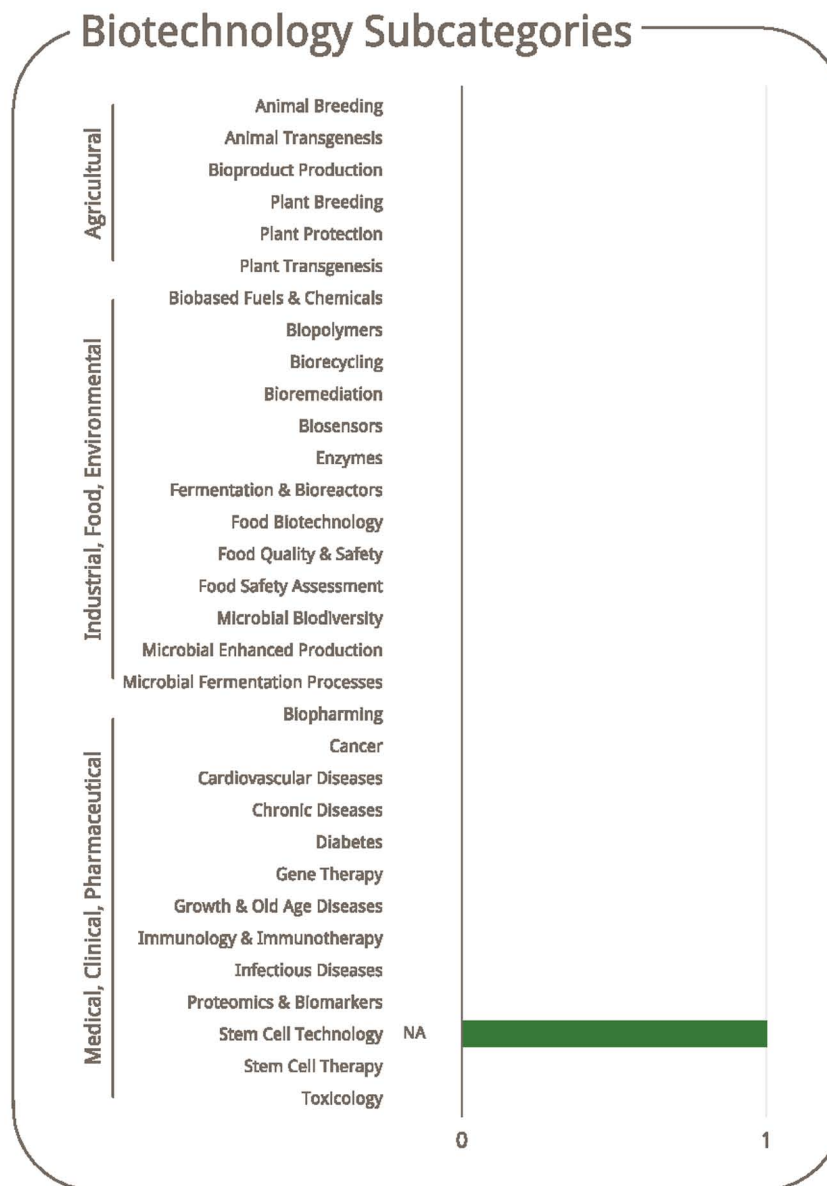 Biotechnology Subcategories
Agricultural
Animal Breeding
Animal Transgenesis
Bioproduct Production
Plant Breeding
Plant Protection
Plant Transgenesis
Industrial, Food, Environmental
Biobased Fuels & Chemicals
Biopolymers
Biorecycling
Bioremediation
Biosensors
Enzymes
Fermentation & Bioreactors
Food Biotechnology
Food Quality & Safety
Food Safety Assessment
Microbial Biodiversity
Microbial Enhanced Production
Microbial Fermentation Processes
Medical, Clinical, Pharmaceutical
Biopharming
Cancer
Cardiovascular Diseases
Chronic Diseases
Diabetes
Gene Therapy
Growth & Old Age Diseases
Immunology & Immunotherapy
Infectious Diseases
Proteomics & Biomarkers
Stem Cell Technology NA
Stem Cell Therapy
Toxicology
0 1